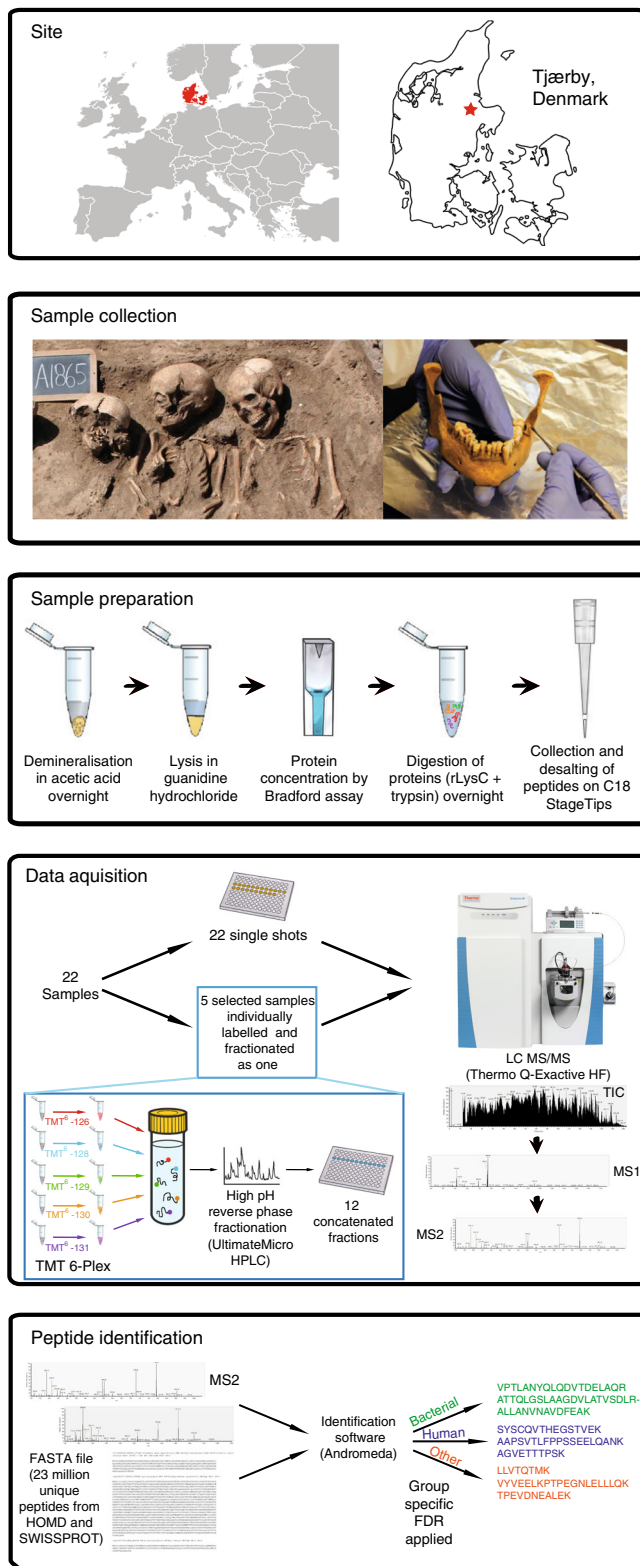 Site
Tjærby,
Denmark
Sample collection
A1865
Sample preparation
Demineralisation
in acetic acid
overnight
Lysis in
guanidine
hydrochloride
Protein
concentration by
Bradford assay
Digestion of
proteins (rLysC +
trypsin) overnight
Collection and
desalting of
peptides on C18
StageTips
Data aquisition
22
Samples
22 single shots
5 selected samples
individually
labelled and
fractionated
as one
LC MS/MS
(Thermo Q-Exactive HF)
TIC
MS1
MS2
TMT6 -126
TMT6 -128
TMT6 -129
TMT6 -130
TMT6 -131
TMT 6-Plex
High pH
reverse phase
fractionation
(UltimateMicro
HPLC)
12
concatenated
fractions
Peptide identification
MS2
FASTA file
(23 million
unique
peptides from
HOMD and
SWISSPROT)
Identification
software
(Andromeda)
Bacterial
Human
Other
Group
specific
FDR
applied
VPTLANYQLQDVTDELAQR
ATTQLGSLAAGDVLATVSDLR-
ALLANVNAVDFEAK
SYSCQVTHEGSTVEK
AAPSVTLFPPSSEELQANK
AGVETTTPSK
LLVTQTMK
VYVEELKPTPEGNLELLLQK
TPEVDNEALEK